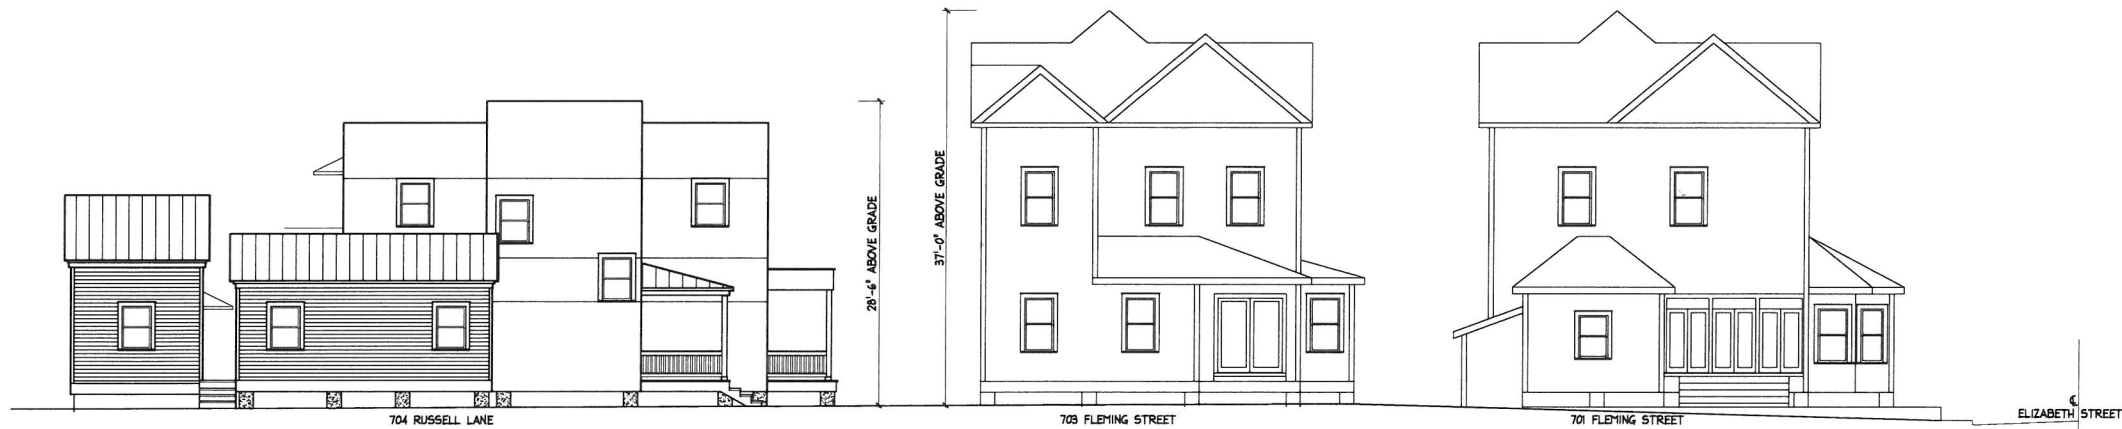 28'-6" ABOVE GRADE
37'-0" ABOVE GRADE
704 RUSSELL LANE
703 FLEMING STREET
701 FLEMING STREET
℄
ELIZABETH STREET